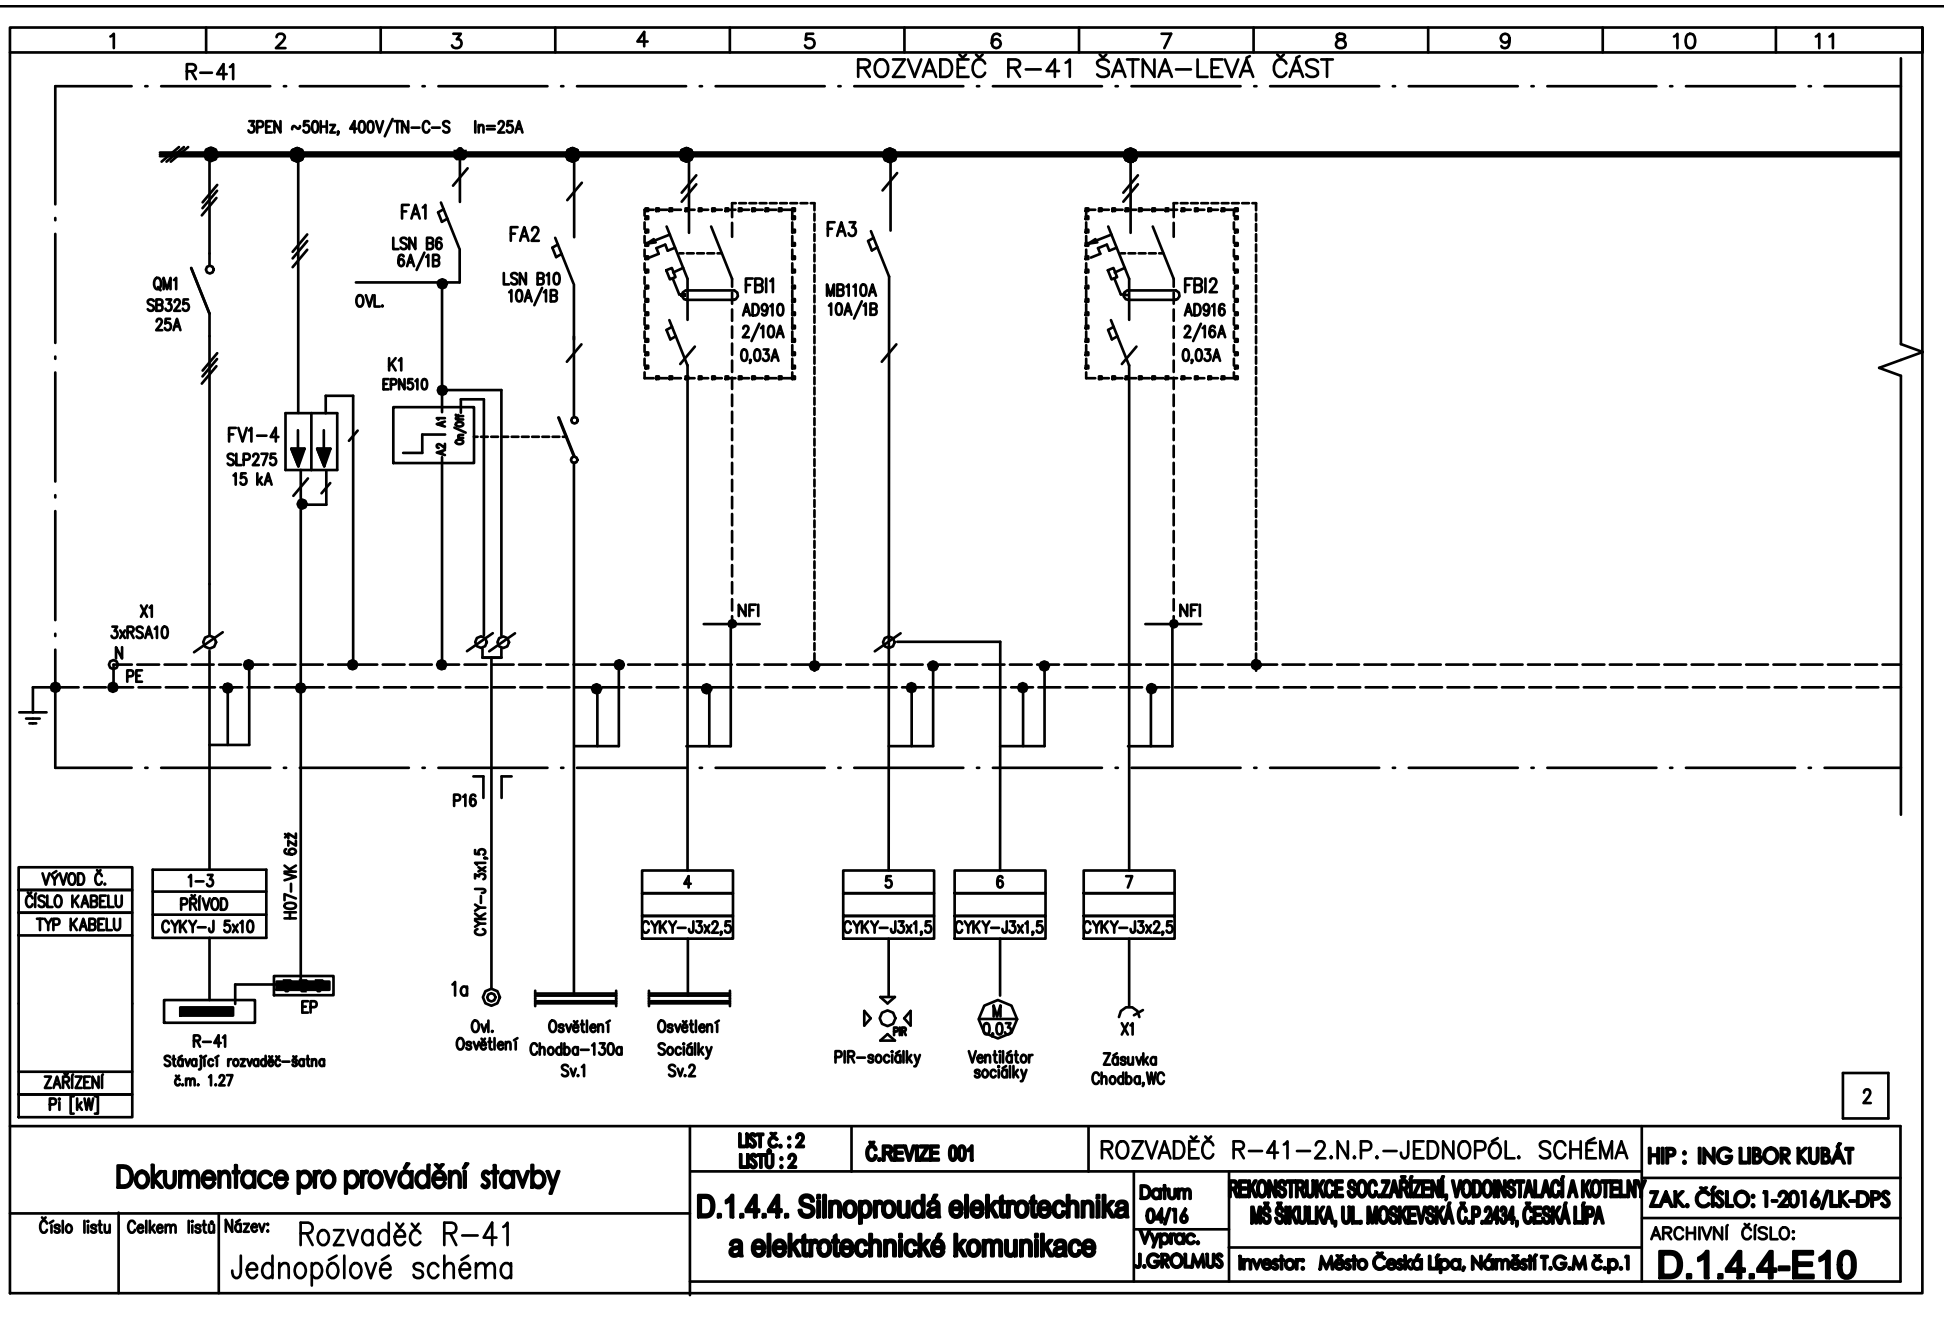 1 2 3 4 5 6 7 8 9 10 11
R-41
ROZVADĚČ R-41 ŠATNA-LEVÁ ČÁST
3PEN ~50Hz, 400V/TN-C-S In=25A
QM1
SB325
25A
FV1-4
SLP275
15 kA
FA1
LSN B6
6A/1B
OVL.
K1
EPN510
A1
A2
On/Off
FA2
LSN B10
10A/1B
FBI1
AD910
2/10A
0,03A
FA3
MB110A
10A/1B
FBI2
AD916
2/16A
0,03A
NFI
NFI
X1
3xRSA10
N
PE
P16
H07-VK 6zž
CYKY-J 3x1,5
VÝVOD Č.
ČÍSLO KABELU
TYP KABELU
ZAŘÍZENÍ
Pi [kW]
1-3
PŘÍVOD
CYKY-J 5x10
4
CYKY-J3x2,5
5
CYKY-J3x1,5
6
CYKY-J3x1,5
7
CYKY-J3x2,5
EP
R-41
Stávající rozvaděč-šatna
č.m. 1.27
1a
Ovl.
Osvětlení
Osvětlení
Chodba-130a
Sv.1
Osvětlení
Sociálky
Sv.2
PIR
PIR-sociálky
M
0,03
Ventilátor
sociálky
X1
Zásuvka
Chodba,WC
2
Dokumentace pro provádění stavby
Číslo listu
Celkem listů
Název:
Rozvaděč R-41
Jednopólové schéma
LIST č. : 2
LISTŮ : 2
Č.REVIZE 001
ROZVADĚČ R-41-2.N.P.-JEDNOPÓL. SCHÉMA
D.1.4.4. Silnoproudá elektrotechnika
a elektrotechnické komunikace
Datum
04/16
Vyprac.
J.GROLMUS
REKONSTRUKCE SOC.ZAŘÍZENÍ, VODOINSTALACÍ A KOTELNY
MŠ ŠIKULKA, UL. MOSKEVSKÁ Č.P.2434, ČESKÁ LÍPA
Investor: Město Česká Lípa, Náměstí T.G.M č.p.1
HIP : ING LIBOR KUBÁT
ZAK. ČÍSLO: 1-2016/LK-DPS
ARCHIVNÍ ČÍSLO:
D.1.4.4-E10